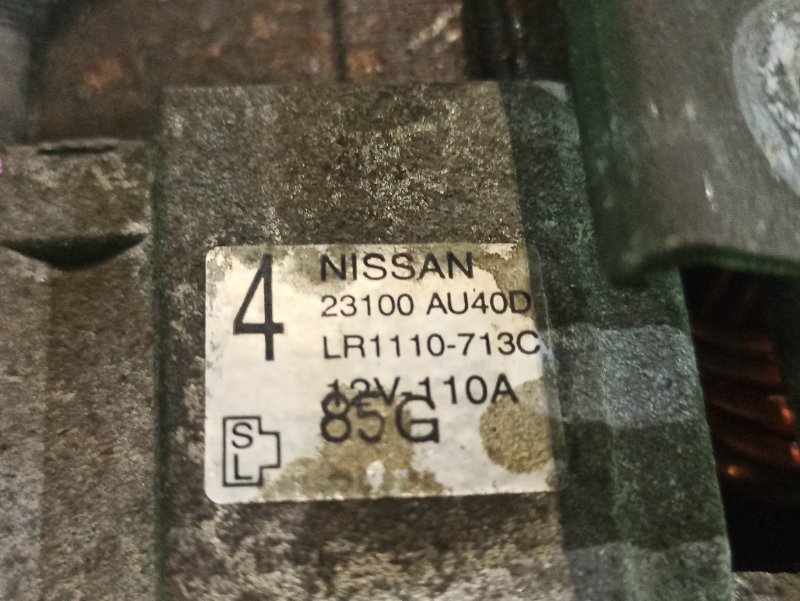 4
NISSAN
23100 AU40D
LR1110-713C
12V 110A
85G
S
L